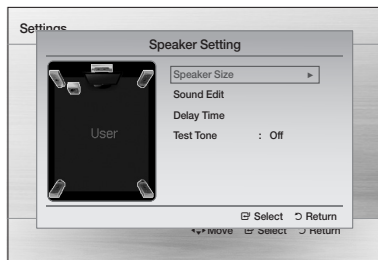 Settings
Speaker Setting
Speaker Size ►
Sound Edit
Delay Time
Test Tone : Off
User
Select Return
Move Select Return